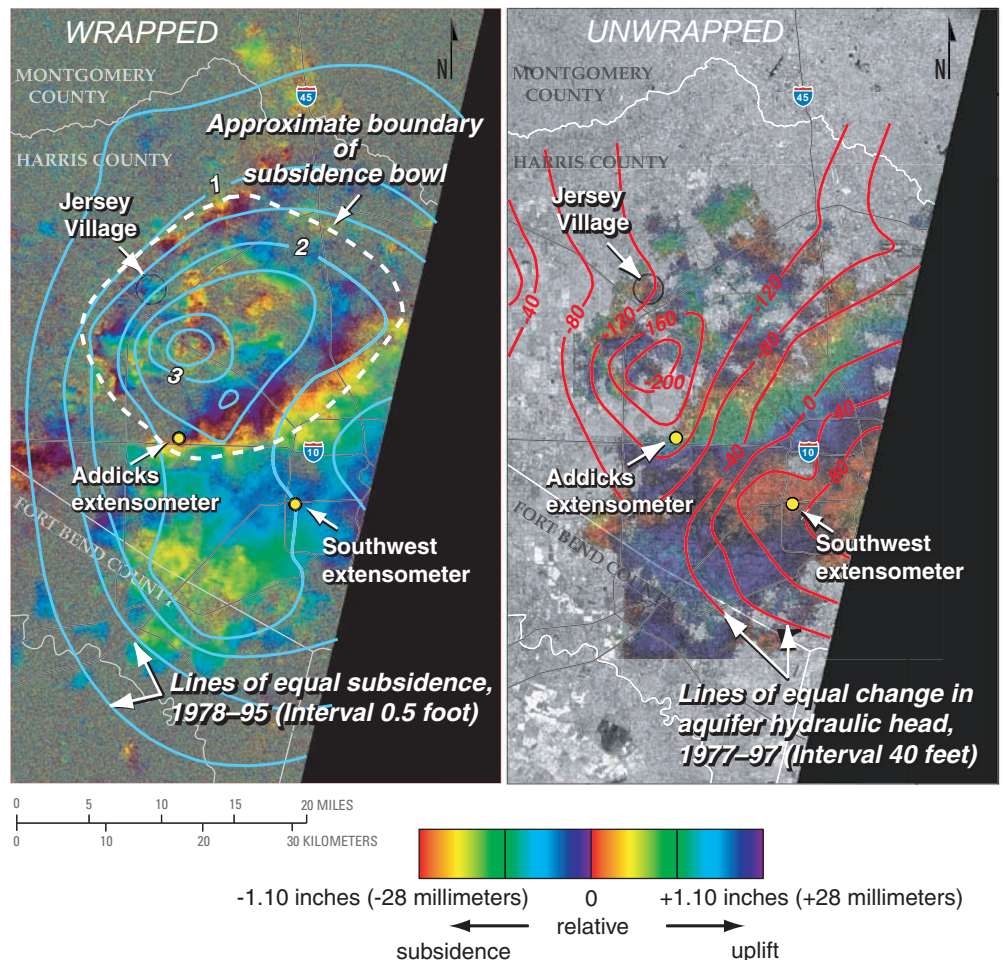 WRAPPED
N
MONTGOMERY
COUNTY
45
Approximate boundary
of
subsidence bowl
HARRIS COUNTY
1
Jersey
Village
2
3
10
Addicks
extensometer
Southwest
extensometer
FORT BEND COUNTY
Lines of equal subsidence,
1978–95 (Interval 0.5 foot)
UNWRAPPED
N
MONTGOMERY
COUNTY
45
HARRIS COUNTY
Jersey
Village
-40
-80
-120
-160
-200
-120
-80
-40
0
40
80
10
Addicks
extensometer
Southwest
extensometer
FORT BEND COUNTY
Lines of equal change in
aquifer hydraulic head,
1977–97 (Interval 40 feet)
0 5 10 15 20 MILES
0 10 20 30 KILOMETERS
-1.10 inches (-28 millimeters) 0 +1.10 inches (+28 millimeters)
relative
subsidence uplift